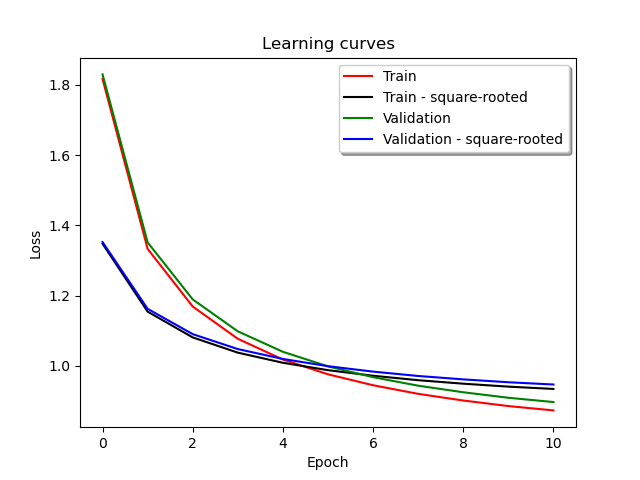 Learning curves
Train
Train - square-rooted
Validation
Validation - square-rooted
1.8
1.6
1.4
1.2
1.0
Loss
0 2 4 6 8 10
Epoch